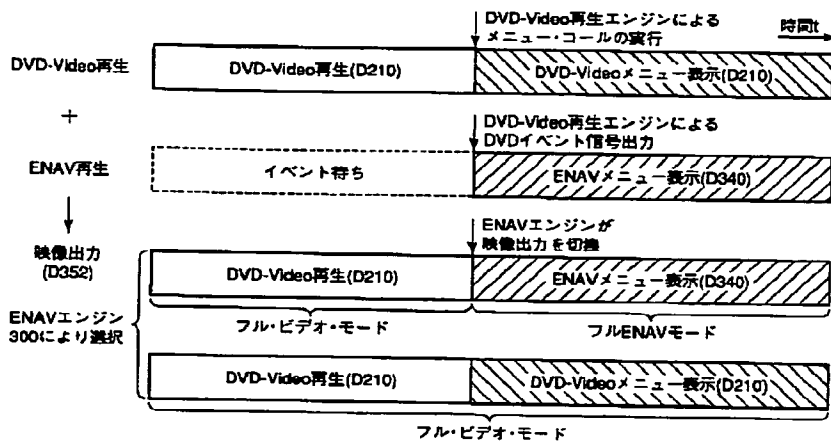 DVD-Video再生エンジンによる
メニュー・コールの実行
時間t
DVD-Video再生
DVD-Video再生(D210)
DVD-Videoメニュー表示(D210)
+
DVD-Video再生エンジンによる
DVDイベント信号出力
ENAV再生
イベント待ち
ENAVメニュー表示(D340)
ENAVエンジンが
映像出力を切換
映像出力
(D352)
DVD-Video再生(D210)
ENAVメニュー表示(D340)
ENAVエンジン
300により選択
フル・ビデオ・モード
フルENAVモード
DVD-Video再生(D210)
DVD-Videoメニュー表示(D210)
フル・ビデオ・モード